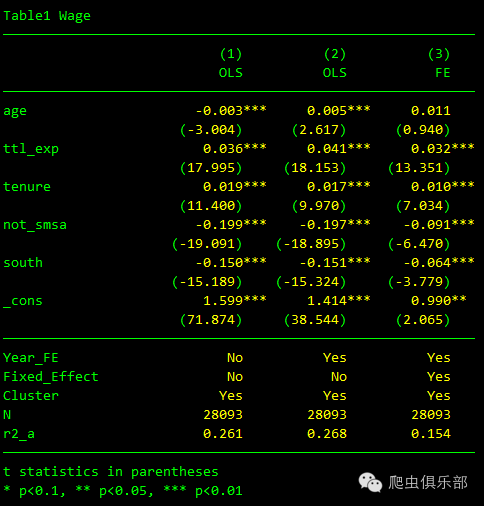 Table1 Wage
(1) (2) (3)
OLS OLS FE
age -0.003*** 0.005*** 0.011
(-3.004) (2.617) (0.940)
ttl_exp 0.036*** 0.041*** 0.032***
(17.995) (18.153) (13.351)
tenure 0.019*** 0.017*** 0.010***
(11.400) (9.970) (7.034)
not_smsa -0.199*** -0.197*** -0.091***
(-19.091) (-18.895) (-6.470)
south -0.150*** -0.151*** -0.064***
(-15.189) (-15.324) (-3.779)
_cons 1.599*** 1.414*** 0.990**
(71.874) (38.544) (2.065)
Year_FE No Yes Yes
Fixed_Effect No No Yes
Cluster Yes Yes Yes
N 28093 28093 28093
r2_a 0.261 0.268 0.154
t statistics in parentheses
* p<0.1, ** p<0.05, *** p<0.01
爬虫俱乐部